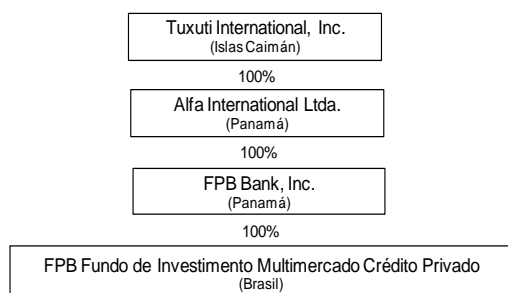 Tuxuti International, Inc.
(Islas Caimán)
100%
Alfa International Ltda.
(Panamá)
100%
FPB Bank, Inc.
(Panamá)
100%
FPB Fundo de Investimento Multimercado Crédito Privado
(Brasil)